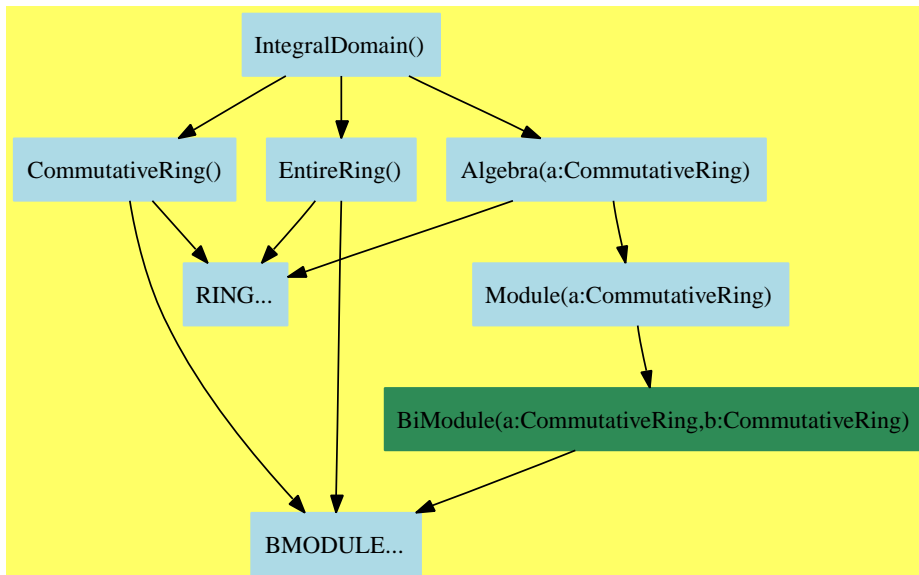 IntegralDomain()
CommutativeRing()
EntireRing()
Algebra(a:CommutativeRing)
RING...
Module(a:CommutativeRing)
BiModule(a:CommutativeRing,b:CommutativeRing)
BMODULE...